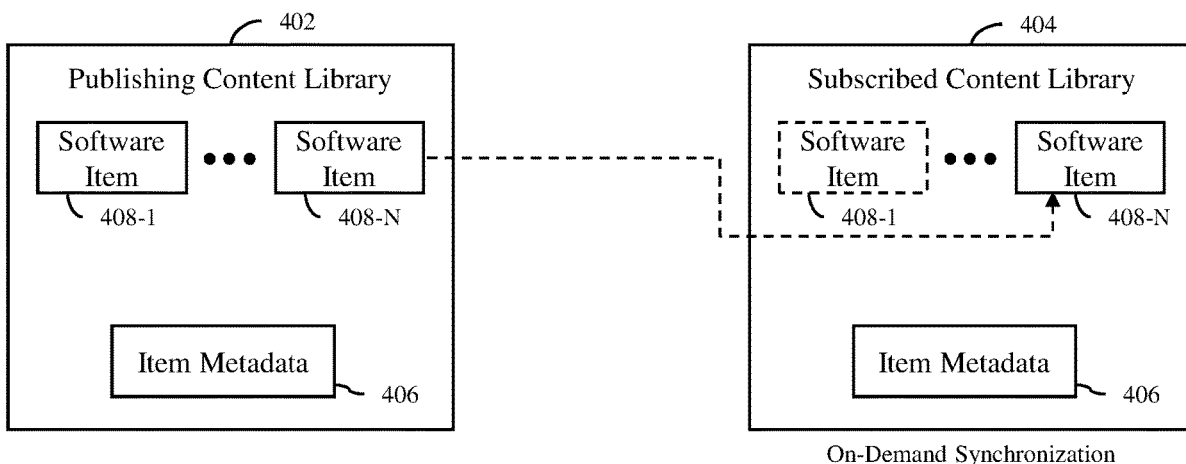 402
Publishing Content Library
Software
Item
408-1
Software
Item
408-N
Item Metadata
406
404
Subscribed Content Library
Software
Item
408-1
Software
Item
408-N
Item Metadata
406
On-Demand Synchronization